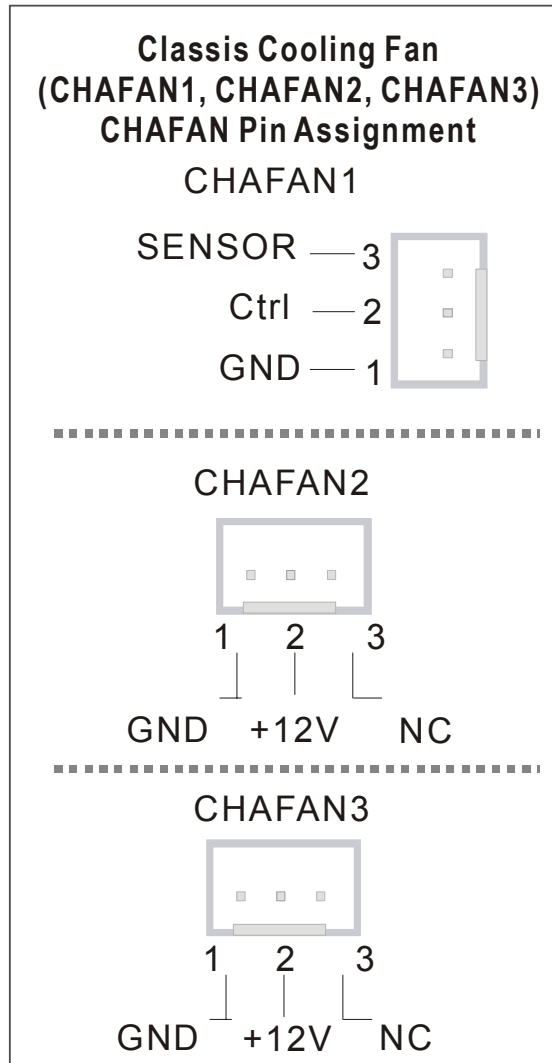 Classis Cooling Fan
(CHAFAN1, CHAFAN2, CHAFAN3)
CHAFAN Pin Assignment
CHAFAN1
SENSOR 3
Ctrl 2
GND 1
CHAFAN2
1 2 3
GND +12V NC
CHAFAN3
1 2 3
GND +12V NC